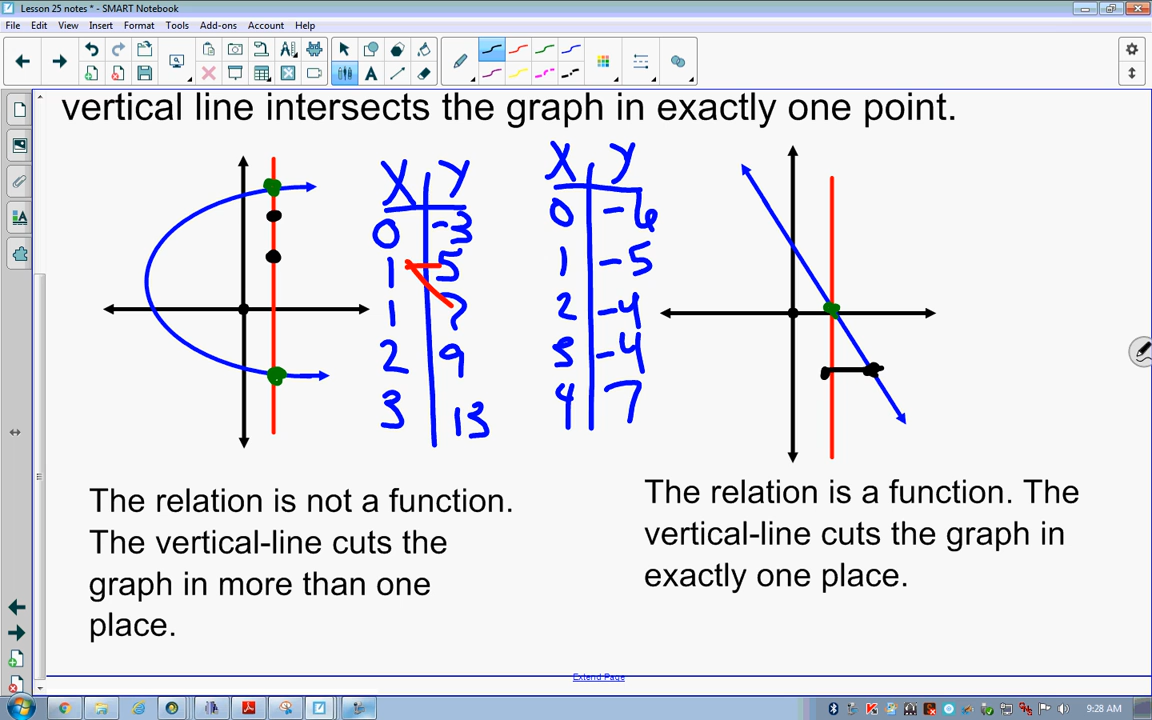 Lesson 25 notes * - SMART Notebook
File Edit View Insert Format Tools Add-ons Account Help
vertical line intersects the graph in exactly one point.
X Y
0 -3
1 5
1 7
2 9
3 13
X Y
0 -6
1 -5
2 -4
3 -4
4 7
The relation is not a function.
The vertical-line cuts the
graph in more than one
place.
The relation is a function. The
vertical-line cuts the graph in
exactly one place.
Extend Page
9:28 AM